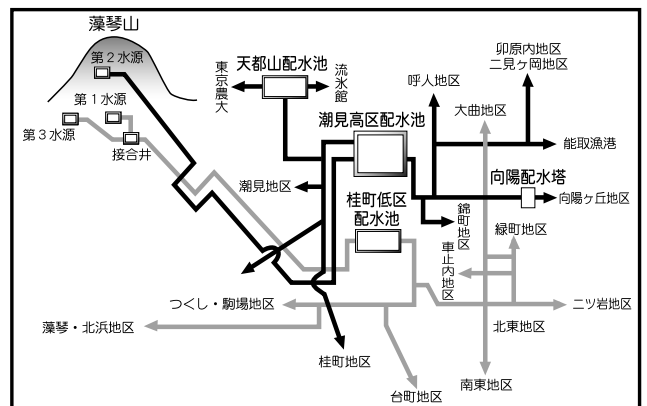 藻琴山
第２水源
第１水源
第３水源
接合井
天都山配水池
東京農大
流氷館
潮見高区配水池
潮見地区
桂町低区
配水池
呼人地区
卯原内地区
二見ヶ岡地区
大曲地区
能取漁港
向陽配水塔
向陽ヶ丘地区
錦町地区
緑町地区
車止内地区
つくし・駒場地区
二ツ岩地区
藻琴・北浜地区
北東地区
桂町地区
台町地区
南東地区